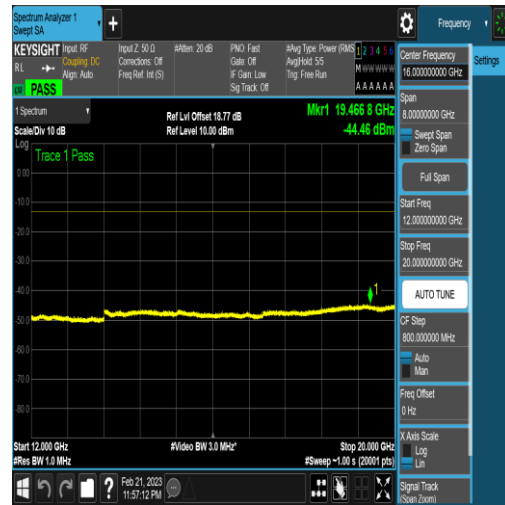 Spectrum Analyzer 1
Swept SA
+
Frequency
KEYSIGHT
Input: RF
Coupling: DC
Align: Auto
Input Z: 50 Ω
Corrections: Off
Freq Ref: Int (S)
#Atten: 20 dB
PNO: Fast
Gate: Off
IF Gain: Low
Sig Track: Off
#Avg Type: Power (RMS)
Avg|Hold: 5/5
Trig: Free Run
1 2 3 4 5 6
M W W W W W
A A A A A A
RL
PASS
1 Spectrum
Scale/Div 10 dB
Ref Lvl Offset 18.77 dB
Ref Level 10.00 dBm
Mkr1 19.466 8 GHz
-44.46 dBm
Log
Trace 1 Pass
0.00
-10.0
-20.0
-30.0
-40.0
-50.0
-60.0
-70.0
-80.0
1
Start 12.000 GHz
#Res BW 1.0 MHz
#Video BW 3.0 MHz*
Stop 20.000 GHz
#Sweep ~1.00 s (20001 pts)
Feb 21, 2023
11:57:12 PM
?
Center Frequency
16.000000000 GHz
Settings
Span
8.00000000 GHz
Swept Span
Zero Span
Full Span
Start Freq
12.000000000 GHz
Stop Freq
20.000000000 GHz
AUTO TUNE
CF Step
800.000000 MHz
Auto
Man
Freq Offset
0 Hz
X Axis Scale
Log
Lin
Signal Track
(Span Zoom)